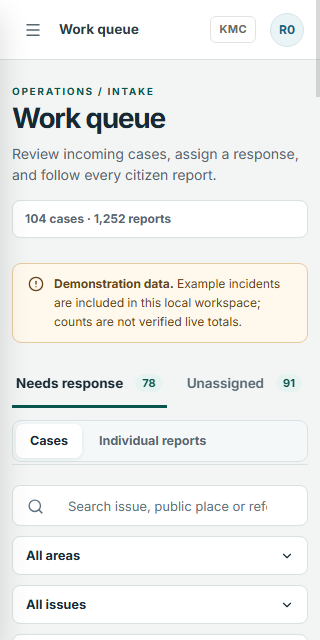 Work queue
KMC
R0
OPERATIONS / INTAKE
Work queue
Review incoming cases, assign a response,
and follow every citizen report.
104 cases · 1,252 reports
Demonstration data. Example incidents
are included in this local workspace;
counts are not verified live totals.
Needs response 78
Unassigned 91
Cases
Individual reports
Search issue, public place or refe
All areas
All issues